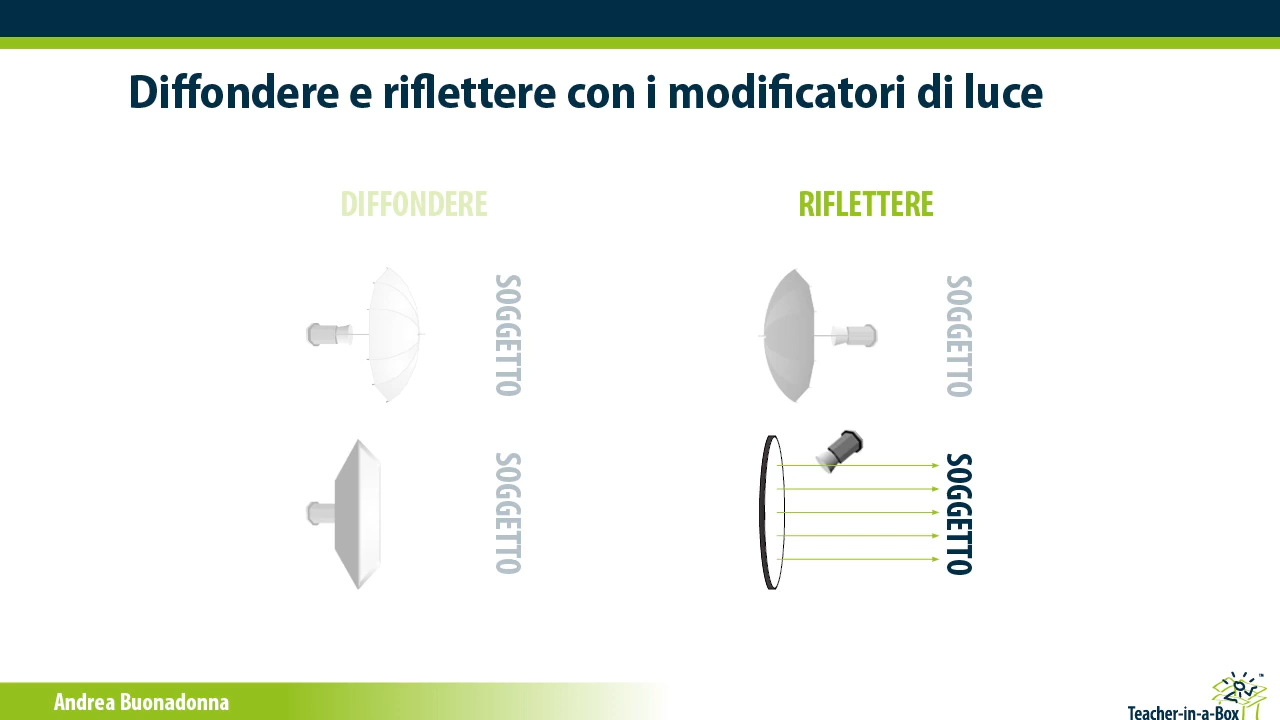 Diffondere e riflettere con i modificatori di luce
DIFFONDERE
RIFLETTERE
SOGGETTO
SOGGETTO
SOGGETTO
SOGGETTO
Andrea Buonadonna
Teacher-in-a-Box